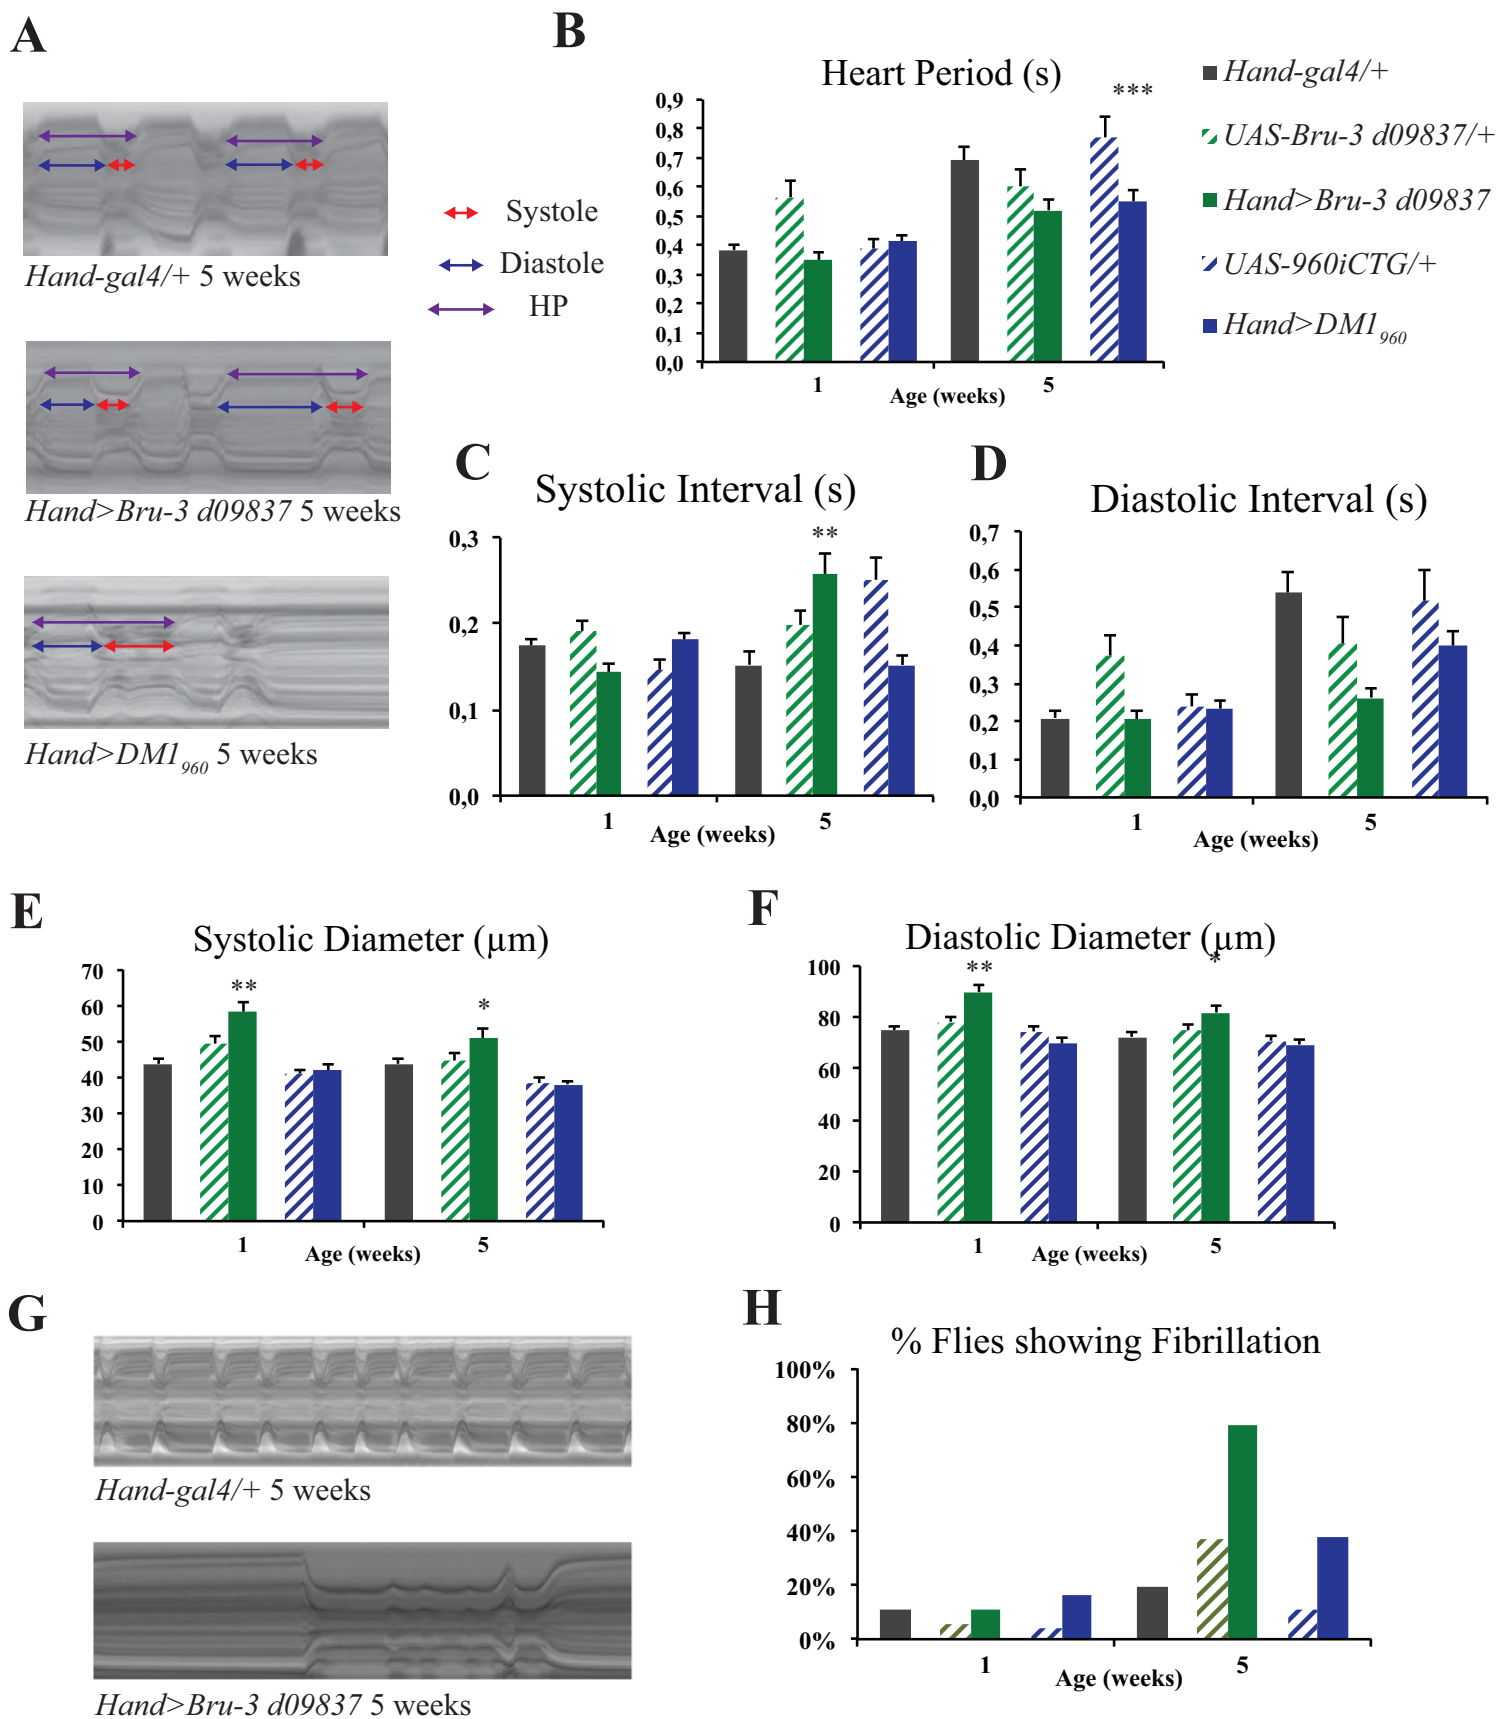 A
Hand-gal4/+ 5 weeks
Hand>Bru-3 d09837 5 weeks
Hand>DM1960 5 weeks
Systole
Diastole
HP
B
Heart Period (s)
***
0,9
0,8
0,7
0,6
0,5
0,4
0,3
0,2
0,1
0,0
1
5
Age (weeks)
Hand-gal4/+
UAS-Bru-3 d09837/+
Hand>Bru-3 d09837
UAS-960iCTG/+
Hand>DM1960
C
Systolic Interval (s)
**
0,3
0,2
0,1
0,0
1
5
Age (weeks)
D
Diastolic Interval (s)
0,7
0,6
0,5
0,4
0,3
0,2
0,1
0,0
1
5
Age (weeks)
E
Systolic Diameter (µm)
70
60
50
40
30
20
10
0
**
*
1
5
Age (weeks)
F
Diastolic Diameter (µm)
100
80
60
40
20
0
**
*
1
5
Age (weeks)
G
Hand-gal4/+ 5 weeks
Hand>Bru-3 d09837 5 weeks
H
% Flies showing Fibrillation
100%
80%
60%
40%
20%
0%
1
5
Age (weeks)